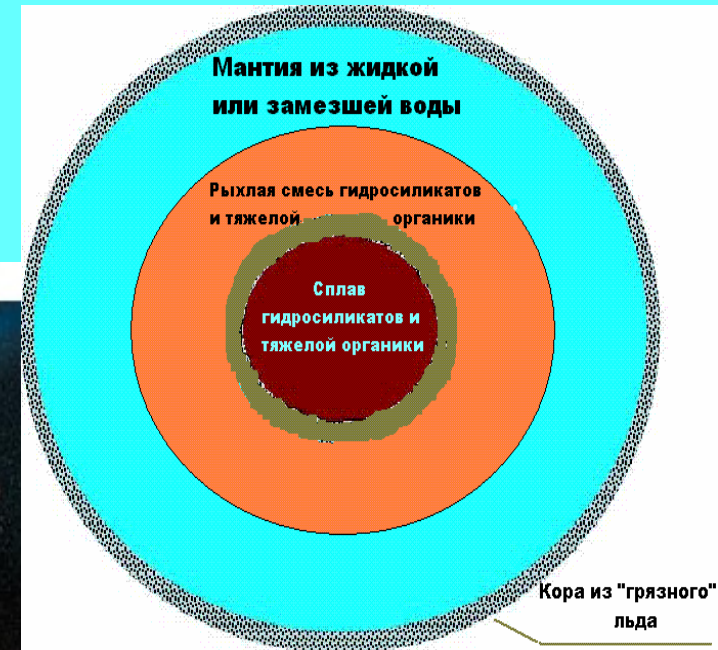 Мантия из жидкой
или замезшей воды
Рыхлая смесь гидросиликатов
и тяжелой органики
Сплав
гидросиликатов и
тяжелой органики
Кора из "грязного"
льда